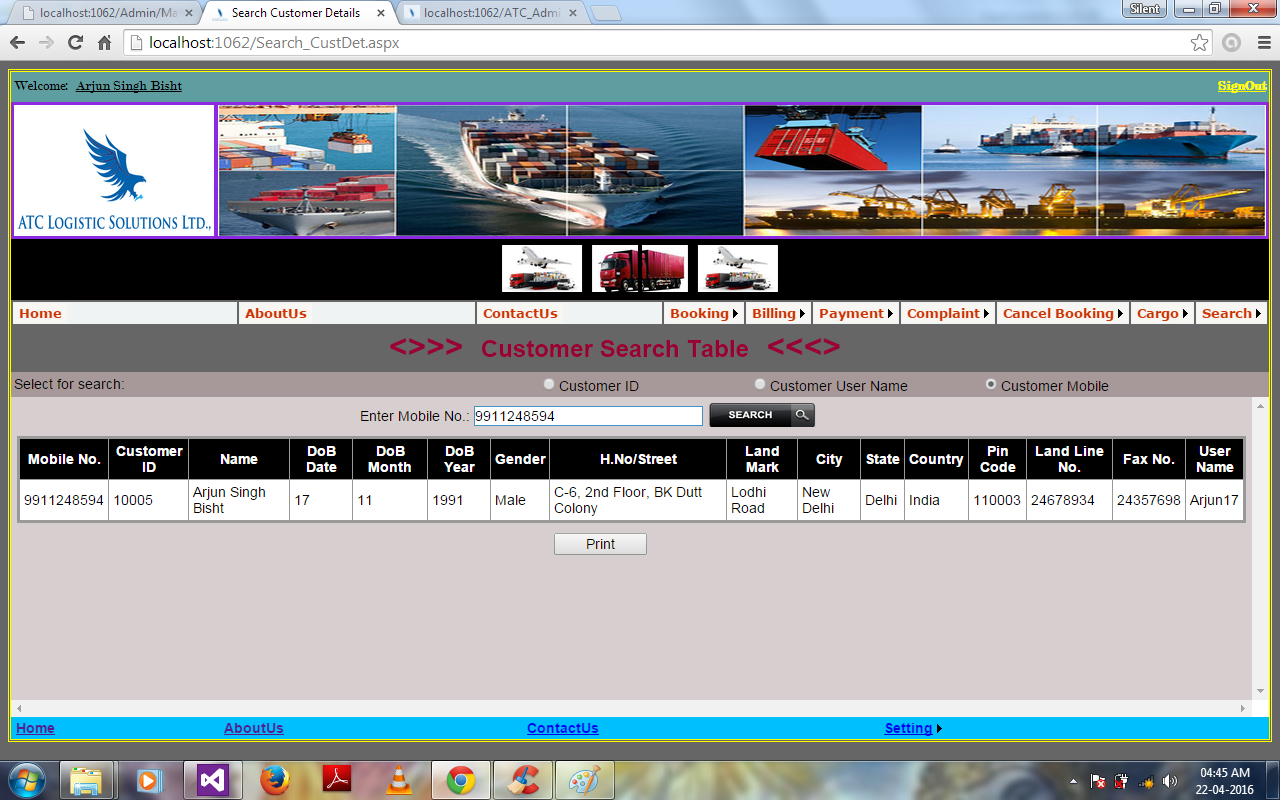 localhost:1062/Admin/Ma
Search Customer Details
localhost:1062/ATC_Admi
Silent
localhost:1062/Search_CustDet.aspx
Welcome: Arjun Singh Bisht
SignOut
ATC LOGISTIC SOLUTIONS LTD.,
Home AboutUs ContactUs Booking Billing Payment Complaint Cancel Booking Cargo Search
<>>> Customer Search Table <<<>
Select for search: Customer ID Customer User Name Customer Mobile
Enter Mobile No.: 9911248594 SEARCH
Mobile No. Customer ID Name DoB Date DoB Month DoB Year Gender H.No/Street Land Mark City State Country Pin Code Land Line No. Fax No. User Name
9911248594 10005 Arjun Singh Bisht 17 11 1991 Male C-6, 2nd Floor, BK Dutt Colony Lodhi Road New Delhi Delhi India 110003 24678934 24357698 Arjun17
Print
Home AboutUs ContactUs Setting
04:45 AM
22-04-2016